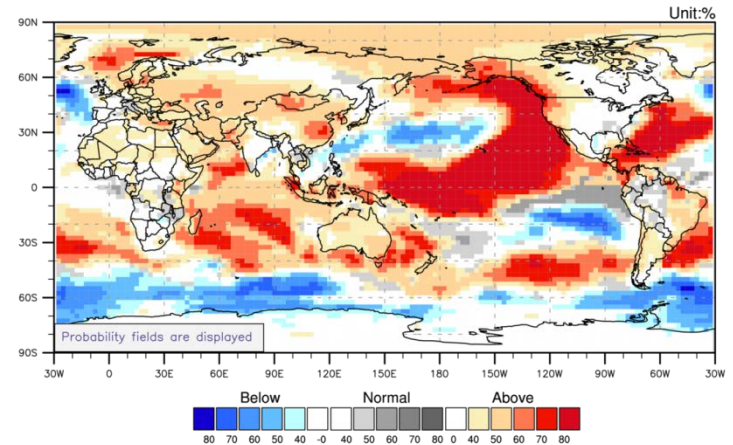 Unit:%
90N
60N
30N
0
30S
60S
90S
Probability fields are displayed
30W 0 30E 60E 90E 120E 150E 180 150W 120W 90W 60W 30W
Below Normal Above
80 70 60 50 40 -0 40 50 60 70 80 0 40 50 60 70 80